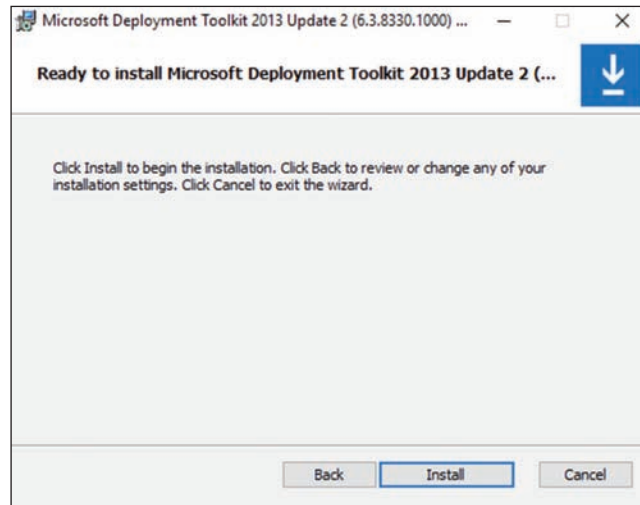 Microsoft Deployment Toolkit 2013 Update 2 (6.3.8330.1000) ...
Ready to install Microsoft Deployment Toolkit 2013 Update 2 (...
Click Install to begin the installation. Click Back to review or change any of your
installation settings. Click Cancel to exit the wizard.
Back Install Cancel